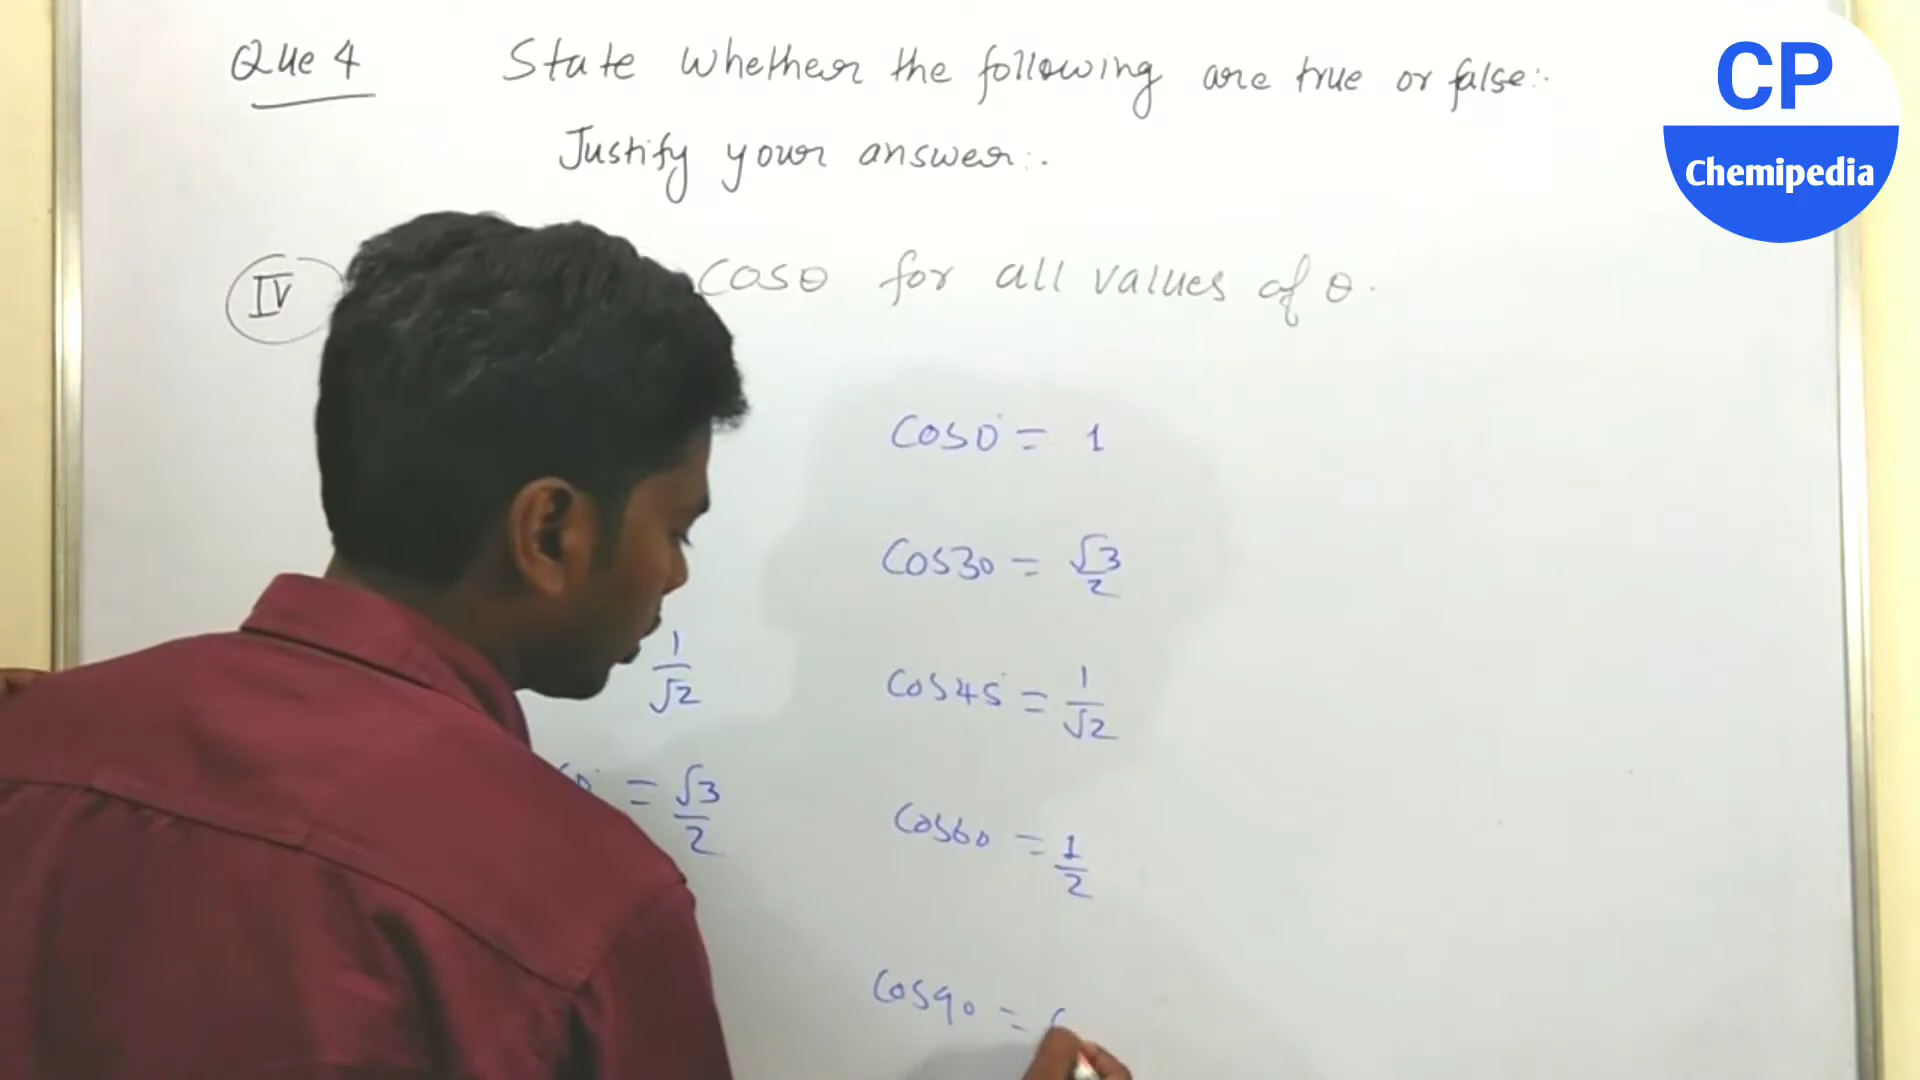 Que 4 State whether the following are true or false:.
Justify your answer:.
CP
Chemipedia
IV cosθ for all values of θ.
cos0° = 1
cos30 = √3/2
1/√2
cos45° = 1/√2
= √3/2
cos60 = 1/2
cos90 =